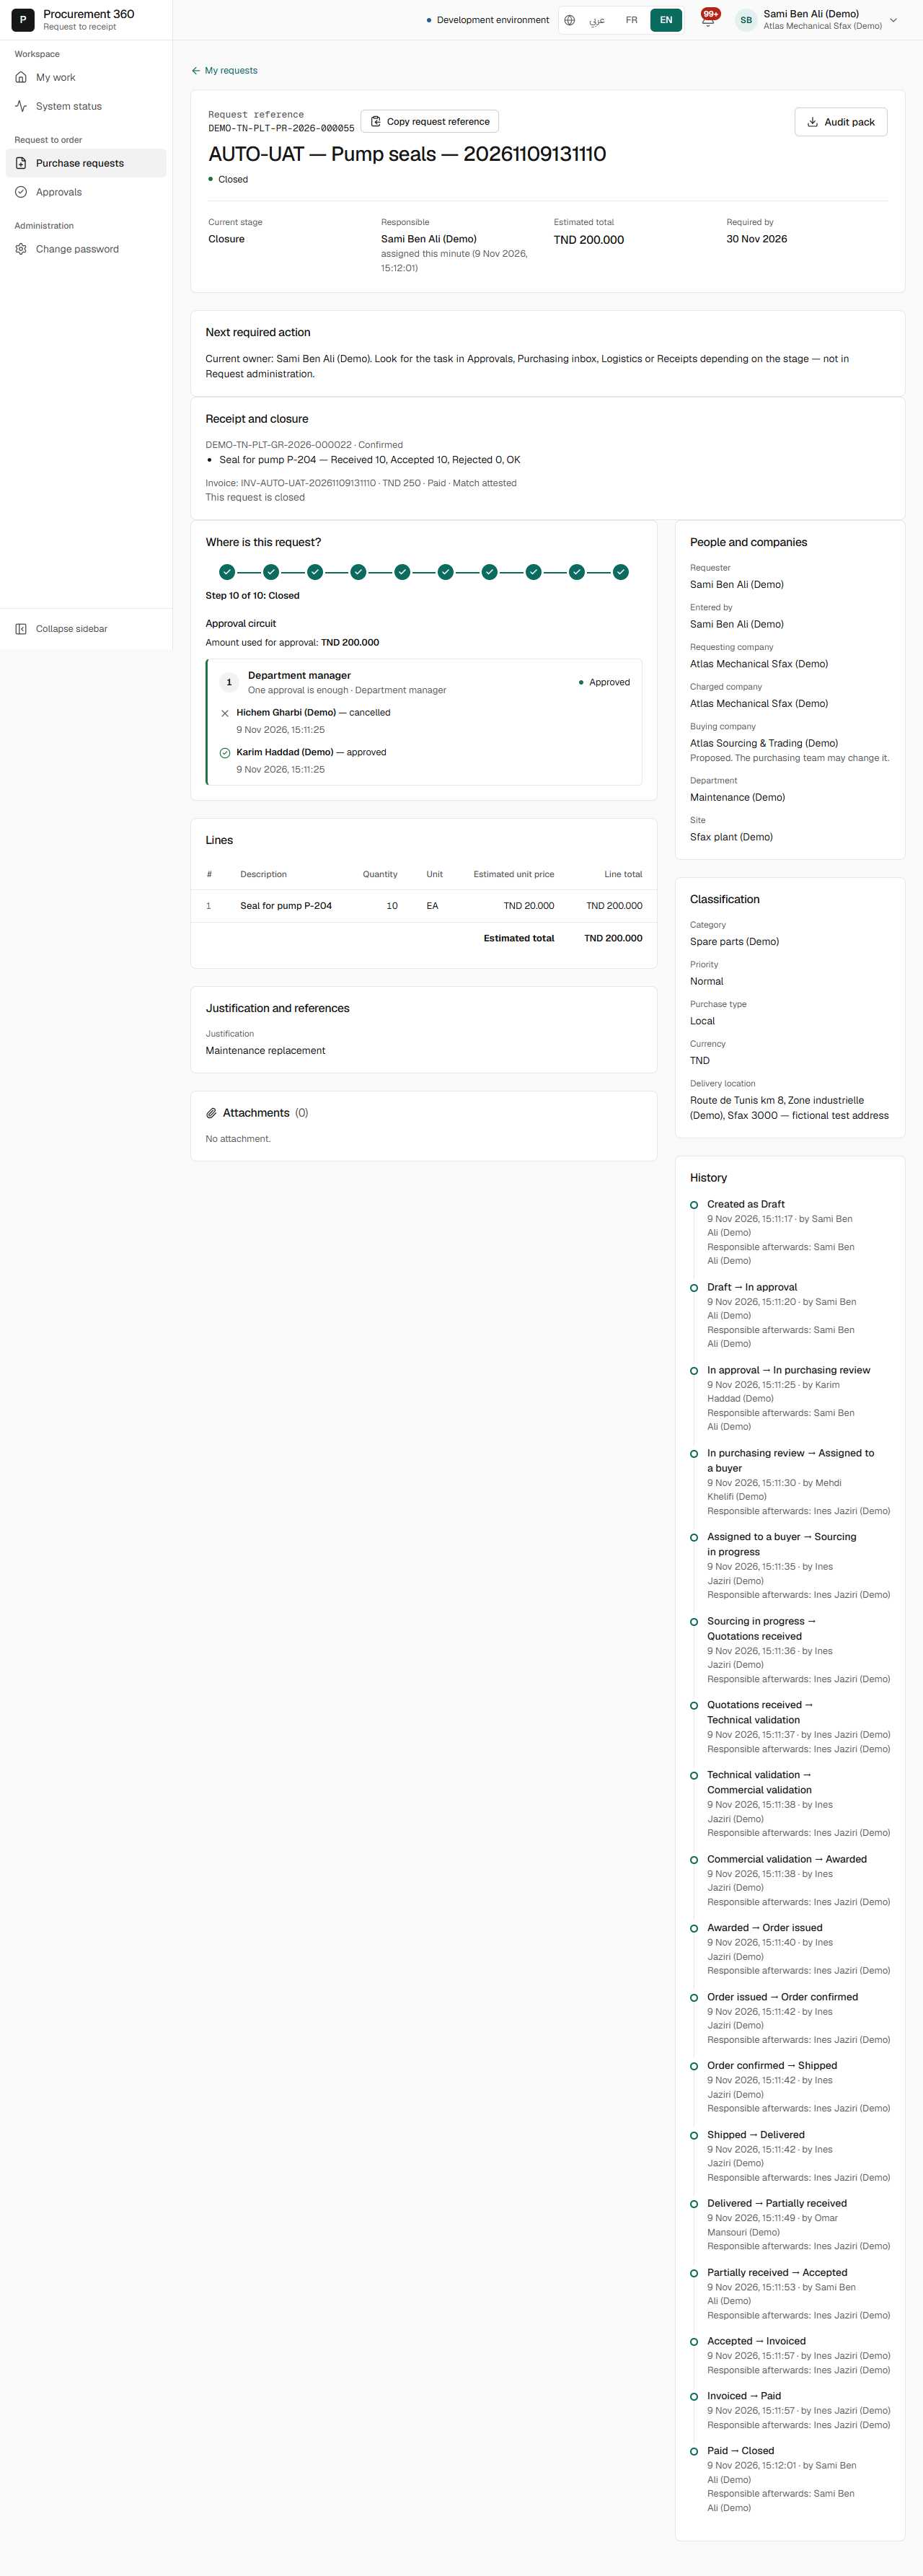 P
Procurement 360
Request to receipt
Development environment
عربي
FR
EN
99+
SB
Sami Ben Ali (Demo)
Atlas Mechanical Sfax (Demo)
Workspace
My work
System status
Request to order
Purchase requests
Approvals
Administration
Change password
Collapse sidebar
← My requests
Request reference
DEMO-TN-PLT-PR-2026-000055
Copy request reference
Audit pack
AUTO-UAT — Pump seals — 20261109131110
Closed
Current stage
Closure
Responsible
Sami Ben Ali (Demo)
assigned this minute (9 Nov 2026,
15:12:01)
Estimated total
TND 200.000
Required by
30 Nov 2026
Next required action
Current owner: Sami Ben Ali (Demo). Look for the task in Approvals, Purchasing inbox, Logistics or Receipts depending on the stage — not in
Request administration.
Receipt and closure
DEMO-TN-PLT-GR-2026-000022 · Confirmed
• Seal for pump P-204 — Received 10, Accepted 10, Rejected 0, OK
Invoice: INV-AUTO-UAT-20261109131110 · TND 250 · Paid · Match attested
This request is closed
Where is this request?
Step 10 of 10: Closed
Approval circuit
Amount used for approval: TND 200.000
1
Department manager
One approval is enough · Department manager
Approved
Hichem Gharbi (Demo) — cancelled
9 Nov 2026, 15:11:25
Karim Haddad (Demo) — approved
9 Nov 2026, 15:11:25
Lines
# Description Quantity Unit Estimated unit price Line total
1 Seal for pump P-204 10 EA TND 20.000 TND 200.000
Estimated total TND 200.000
Justification and references
Justification
Maintenance replacement
Attachments (0)
No attachment.
People and companies
Requester
Sami Ben Ali (Demo)
Entered by
Sami Ben Ali (Demo)
Requesting company
Atlas Mechanical Sfax (Demo)
Charged company
Atlas Mechanical Sfax (Demo)
Buying company
Atlas Sourcing & Trading (Demo)
Proposed. The purchasing team may change it.
Department
Maintenance (Demo)
Site
Sfax plant (Demo)
Classification
Category
Spare parts (Demo)
Priority
Normal
Purchase type
Local
Currency
TND
Delivery location
Route de Tunis km 8, Zone industrielle
(Demo), Sfax 3000 — fictional test address
History
Created as Draft
9 Nov 2026, 15:11:17 · by Sami Ben
Ali (Demo)
Responsible afterwards: Sami Ben
Ali (Demo)
Draft → In approval
9 Nov 2026, 15:11:20 · by Sami Ben
Ali (Demo)
Responsible afterwards: Sami Ben
Ali (Demo)
In approval → In purchasing review
9 Nov 2026, 15:11:25 · by Karim
Haddad (Demo)
Responsible afterwards: Sami Ben
Ali (Demo)
In purchasing review → Assigned to
a buyer
9 Nov 2026, 15:11:30 · by Mehdi
Khelifi (Demo)
Responsible afterwards: Ines Jaziri (Demo)
Assigned to a buyer → Sourcing
in progress
9 Nov 2026, 15:11:35 · by Ines
Jaziri (Demo)
Responsible afterwards: Ines Jaziri (Demo)
Sourcing in progress →
Quotations received
9 Nov 2026, 15:11:36 · by Ines
Jaziri (Demo)
Responsible afterwards: Ines Jaziri (Demo)
Quotations received →
Technical validation
9 Nov 2026, 15:11:37 · by Ines Jaziri (Demo)
Responsible afterwards: Ines Jaziri (Demo)
Technical validation →
Commercial validation
9 Nov 2026, 15:11:38 · by Ines
Jaziri (Demo)
Responsible afterwards: Ines Jaziri (Demo)
Commercial validation → Awarded
9 Nov 2026, 15:11:38 · by Ines
Jaziri (Demo)
Responsible afterwards: Ines Jaziri (Demo)
Awarded → Order issued
9 Nov 2026, 15:11:40 · by Ines
Jaziri (Demo)
Responsible afterwards: Ines Jaziri (Demo)
Order issued → Order confirmed
9 Nov 2026, 15:11:42 · by Ines
Jaziri (Demo)
Responsible afterwards: Ines Jaziri (Demo)
Order confirmed → Shipped
9 Nov 2026, 15:11:42 · by Ines
Jaziri (Demo)
Responsible afterwards: Ines Jaziri (Demo)
Shipped → Delivered
9 Nov 2026, 15:11:42 · by Ines
Jaziri (Demo)
Responsible afterwards: Ines Jaziri (Demo)
Delivered → Partially received
9 Nov 2026, 15:11:49 · by Omar
Mansouri (Demo)
Responsible afterwards: Ines Jaziri (Demo)
Partially received → Accepted
9 Nov 2026, 15:11:53 · by Sami Ben
Ali (Demo)
Responsible afterwards: Ines Jaziri (Demo)
Accepted → Invoiced
9 Nov 2026, 15:11:57 · by Ines Jaziri (Demo)
Responsible afterwards: Ines Jaziri (Demo)
Invoiced → Paid
9 Nov 2026, 15:11:57 · by Ines Jaziri (Demo)
Responsible afterwards: Ines Jaziri (Demo)
Paid → Closed
9 Nov 2026, 15:12:01 · by Sami Ben
Ali (Demo)
Responsible afterwards: Sami Ben
Ali (Demo)